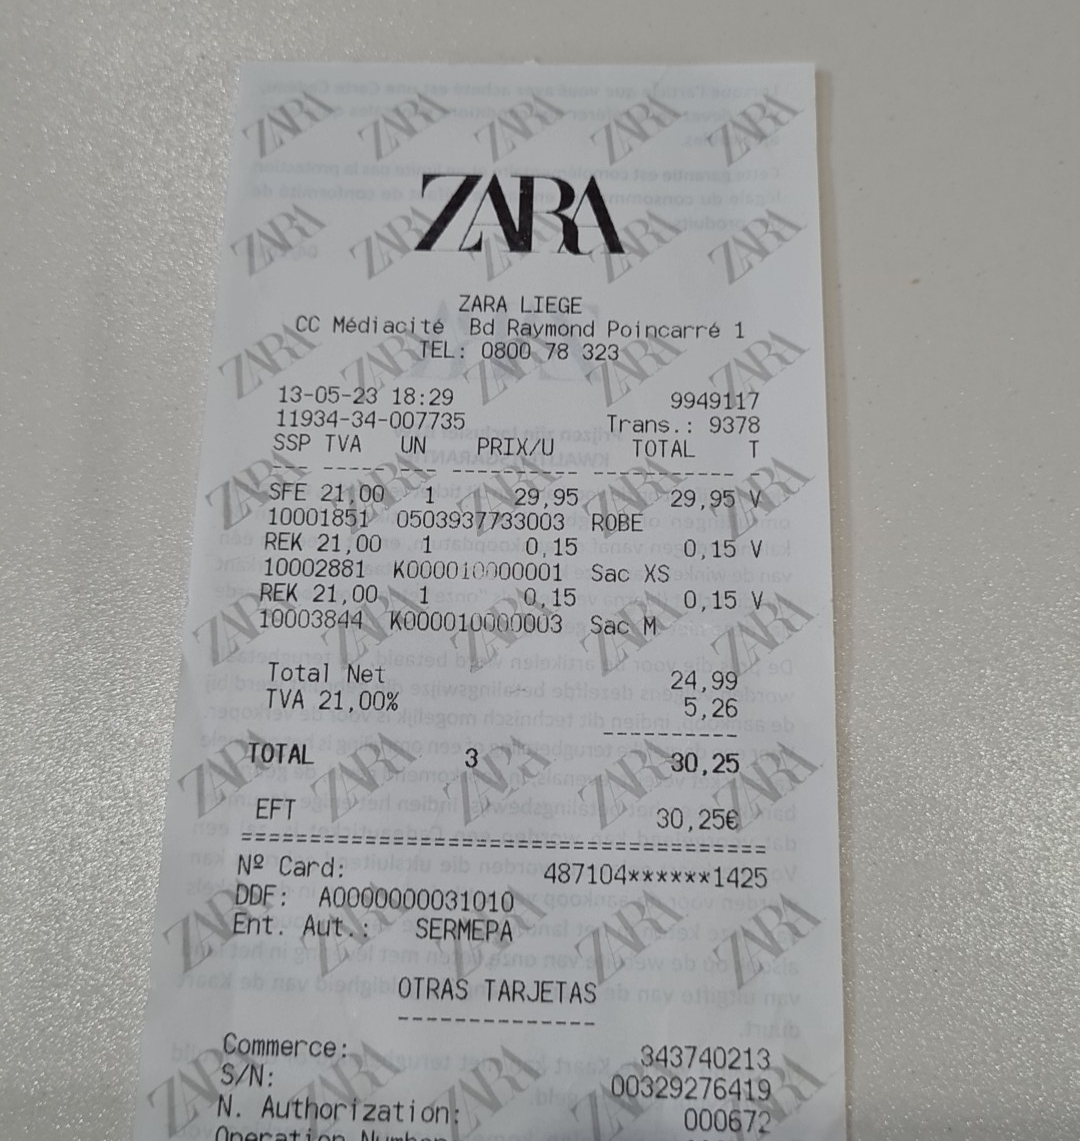 ZARA
ZARA LIEGE
CC Médiacité Bd Raymond Poincarré 1
TEL: 0800 78 323
13-05-23 18:29 9949117
11934-34-007735 Trans.: 9378
SSP TVA UN PRIX/U TOTAL T
--- ----- --- ---------- ---------- -
SFE 21,00 1 29,95 29,95 V
10001851 0503937733003 ROBE
REK 21,00 1 0,15 0,15 V
10002881 K000010000001 Sac XS
REK 21,00 1 0,15 0,15 V
10003844 K000010000003 Sac M
Total Net 24,99
TVA 21,00% 5,26
-----------
TOTAL 3 30,25
EFT 30,25€
========================================
Nº Card: 487104******1425
DDF: A0000000031010
Ent. Aut.: SERMEPA
OTRAS TARJETAS
---------------
Commerce: 343740213
S/N: 00329276419
N. Authorization: 000672
Operation Number